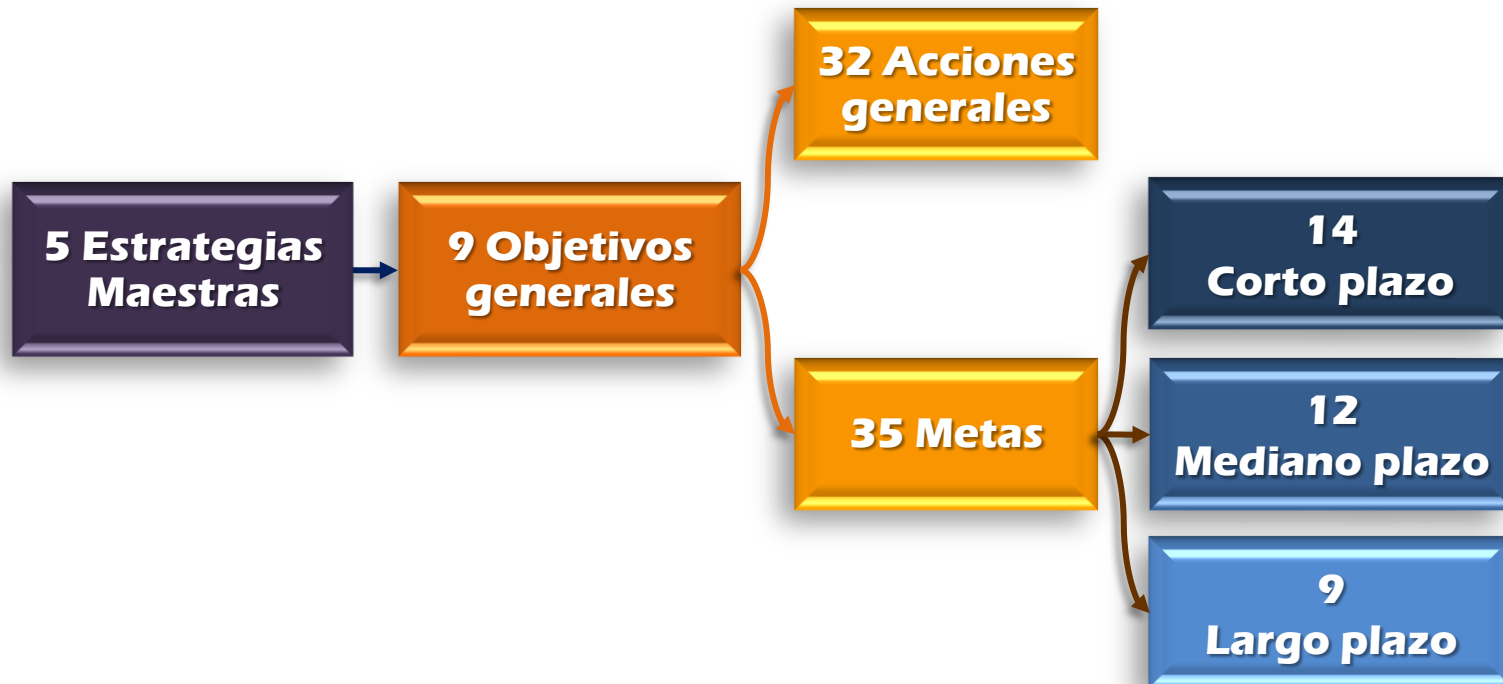 5 Estrategias
Maestras
9 Objetivos
generales
32 Acciones
generales
35 Metas
14
Corto plazo
12
Mediano plazo
9
Largo plazo